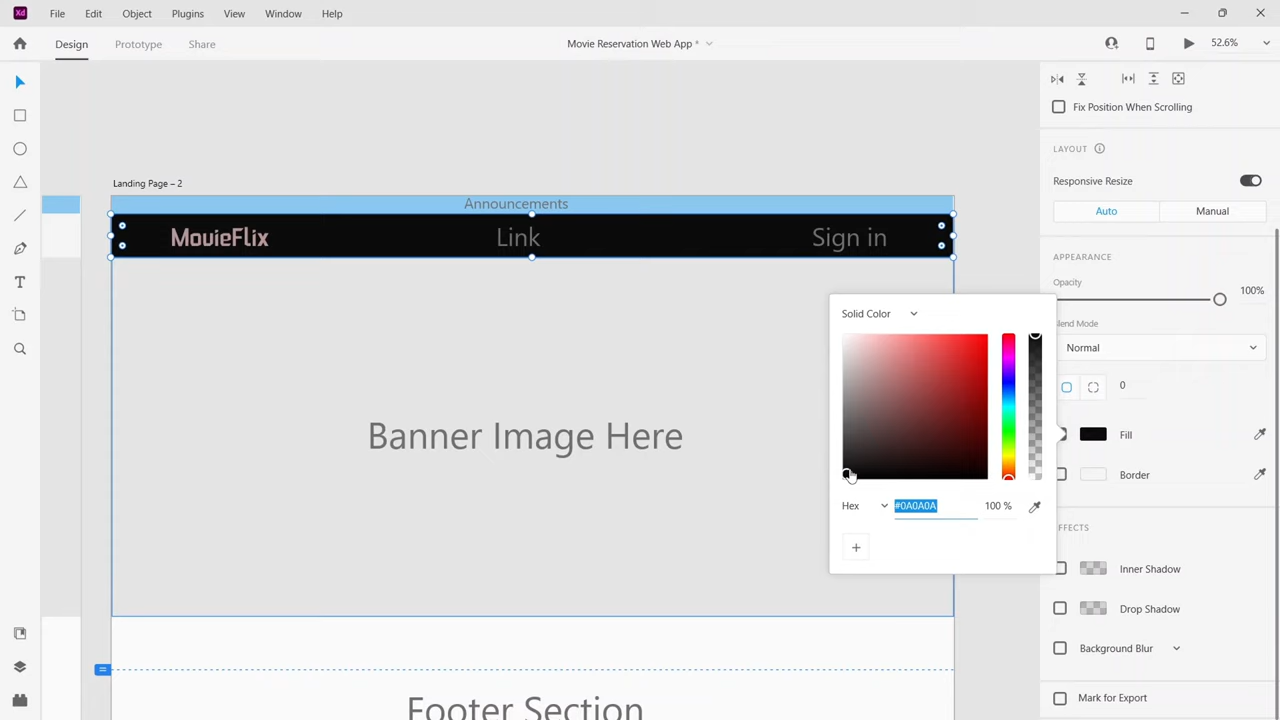 Xd File Edit Object Plugins View Window Help
Design Prototype Share Movie Reservation Web App * 52.6%
Fix Position When Scrolling
LAYOUT
Responsive Resize
Auto Manual
APPEARANCE
Opacity
100%
Blend Mode
Normal
0
Fill
Border
EFFECTS
Inner Shadow
Drop Shadow
Background Blur
Mark for Export
Landing Page – 2
Announcements
MovieFlix Link Sign in
Banner Image Here
Footer Section
Solid Color
Hex #0A0A0A 100 %